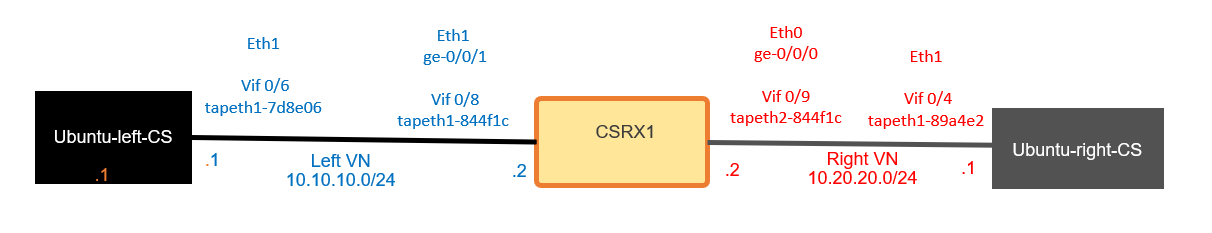 Eth1
Vif 0/6
tapeth1-7d8e06
Eth1
ge-0/0/1
Vif 0/8
tapeth1-844f1c
Eth0
ge-0/0/0
Vif 0/9
tapeth2-844f1c
Eth1
Vif 0/4
tapeth1-89a4e2
Ubuntu-left-CS
.1
.1
Left VN
10.10.10.0/24
.2
CSRX1
.2
Right VN
10.20.20.0/24
.1
Ubuntu-right-CS